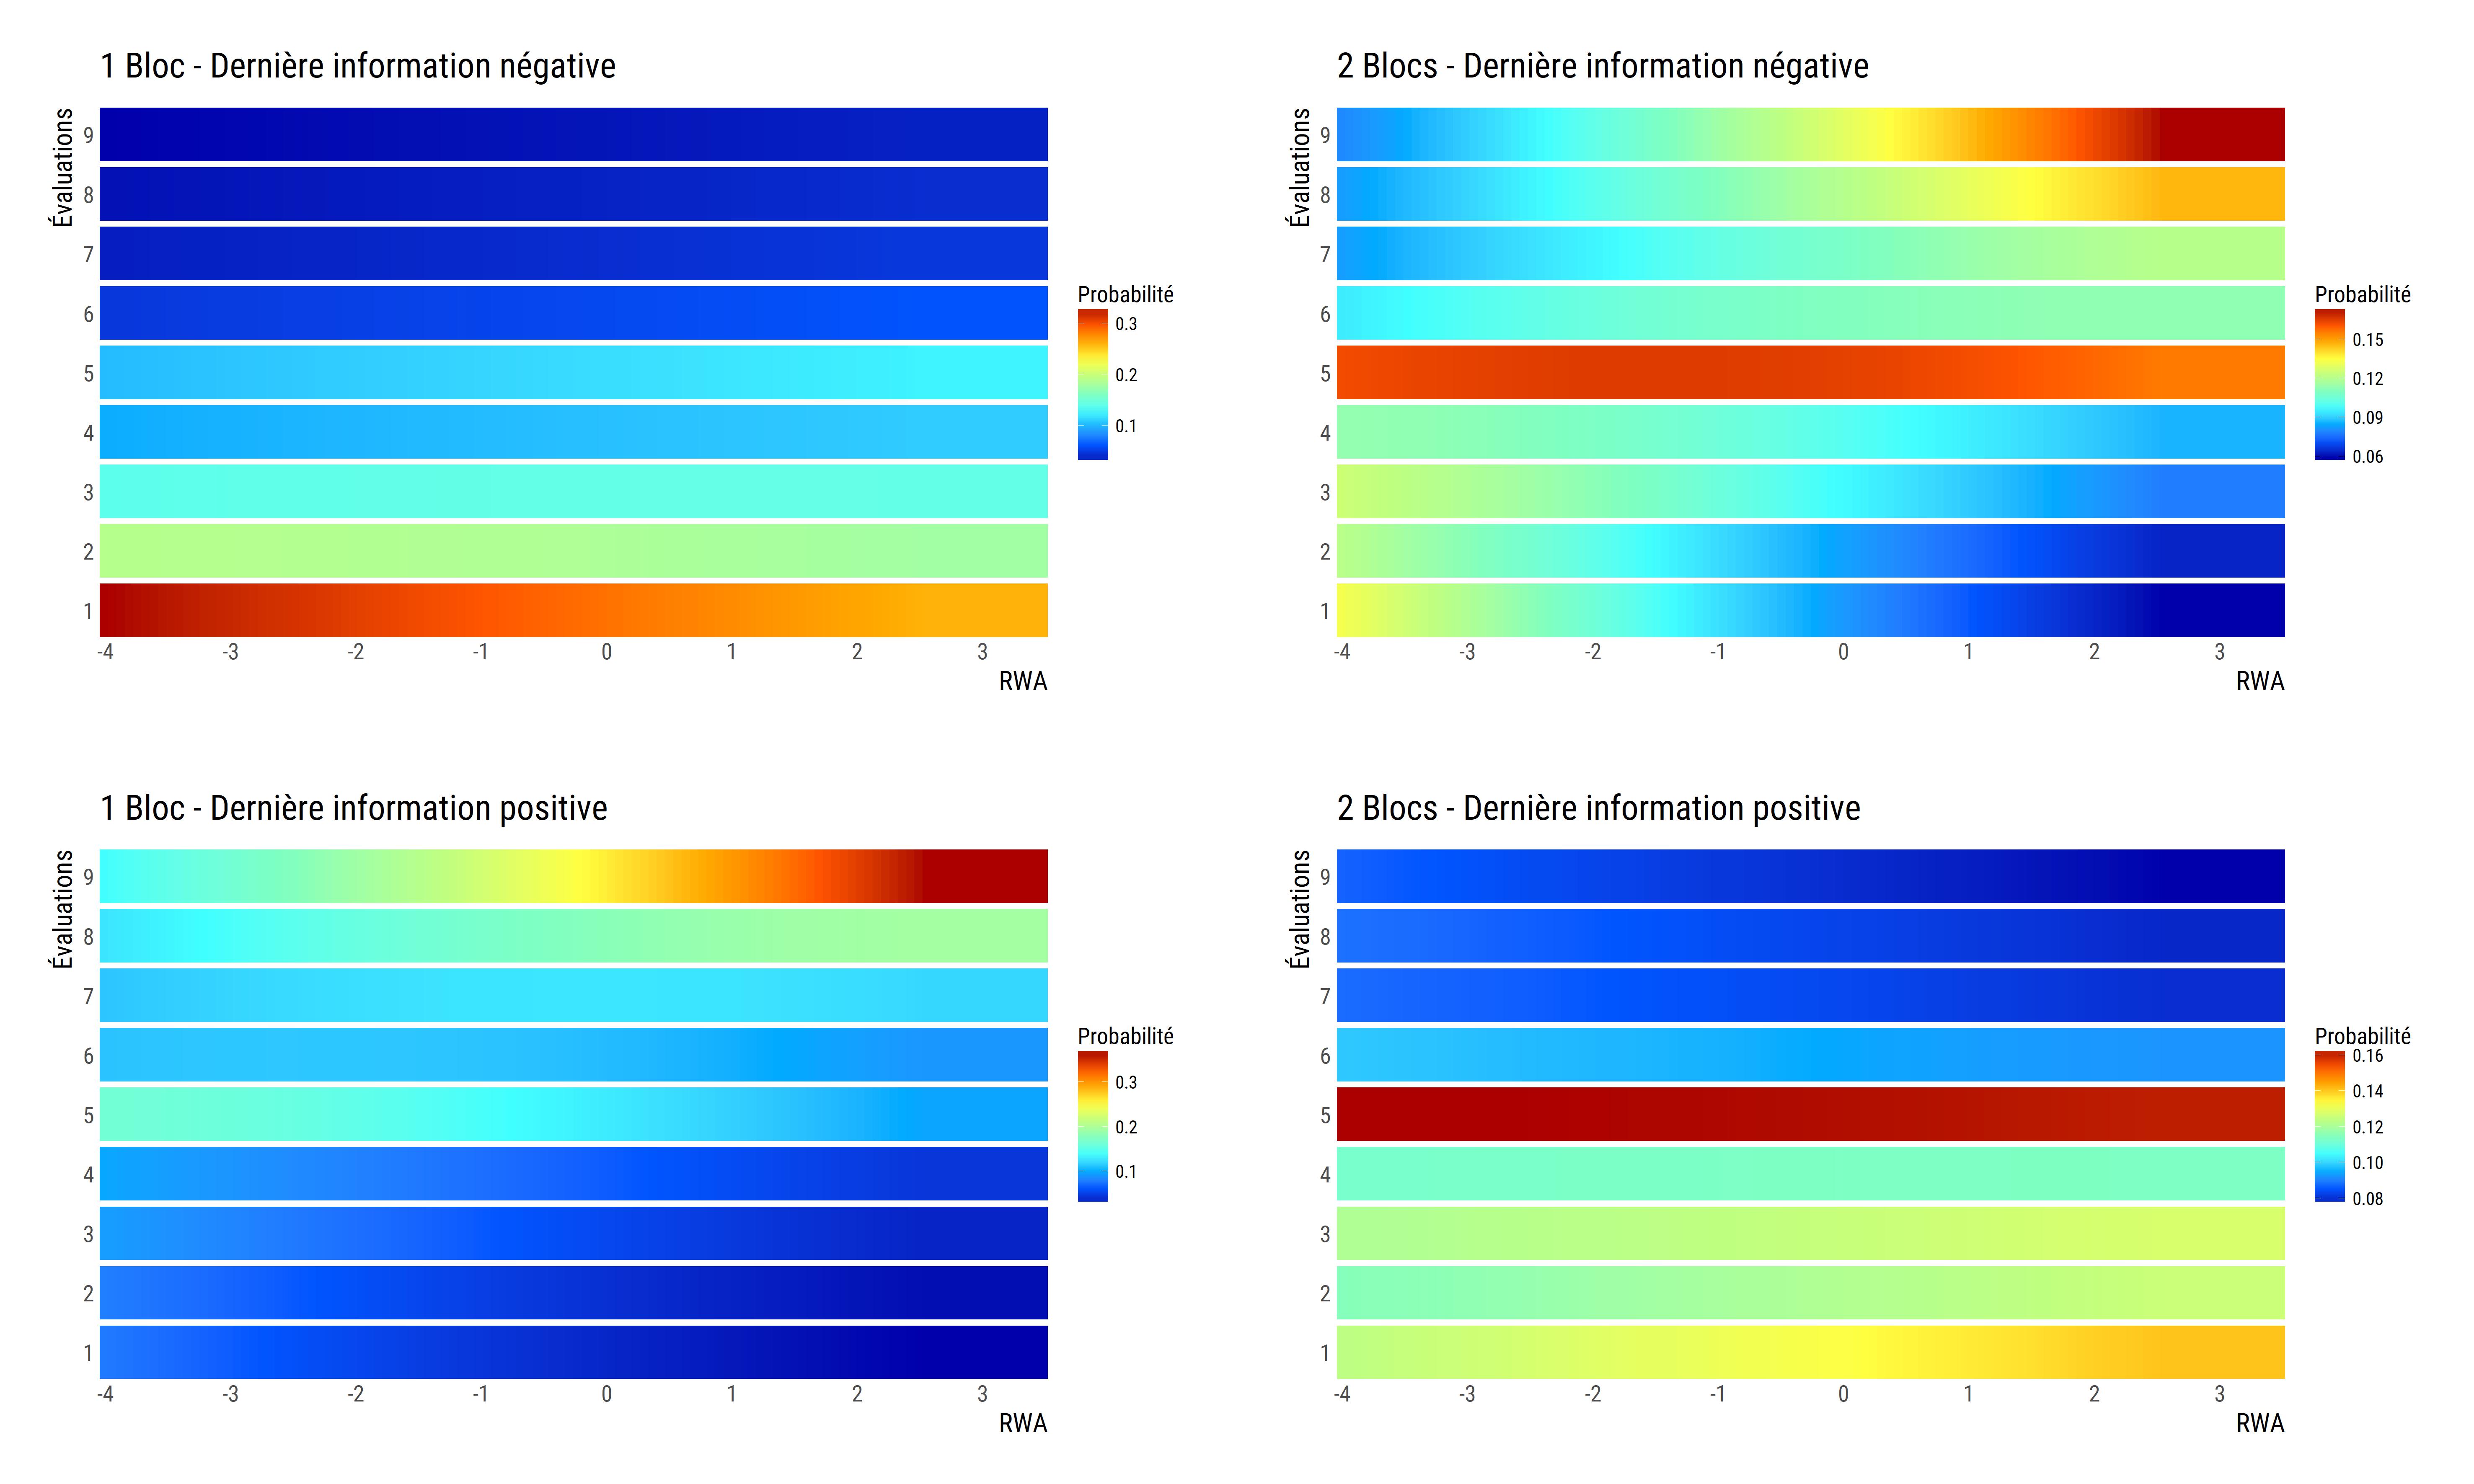 1 Bloc - Dernière information négative
Évaluations
9
8
7
6
5
4
3
2
1
-4 -3 -2 -1 0 1 2 3
RWA
Probabilité
0.3
0.2
0.1
2 Blocs - Dernière information négative
Évaluations
9
8
7
6
5
4
3
2
1
-4 -3 -2 -1 0 1 2 3
RWA
Probabilité
0.15
0.12
0.09
0.06
1 Bloc - Dernière information positive
Évaluations
9
8
7
6
5
4
3
2
1
-4 -3 -2 -1 0 1 2 3
RWA
Probabilité
0.3
0.2
0.1
2 Blocs - Dernière information positive
Évaluations
9
8
7
6
5
4
3
2
1
-4 -3 -2 -1 0 1 2 3
RWA
Probabilité
0.16
0.14
0.12
0.10
0.08